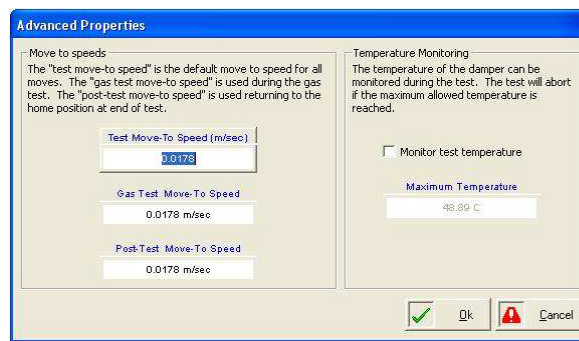 Advanced Properties
Move to speeds
The "test move-to speed" is the default move to speed for all
moves. The "gas test move-to speed" is used during the gas
test. The "post-test move-to speed" is used returning to the
home position at end of test.
Test Move-To Speed (m/sec)
0.0178
Gas Test Move-To Speed
0.0178 m/sec
Post-Test Move-To Speed
0.0178 m/sec
Temperature Monitoring
The temperature of the damper can be
monitored during the test. The test will abort
if the maximum allowed temperature is
reached.
Monitor test temperature
Maximum Temperature
48.89 C
Ok
Cancel